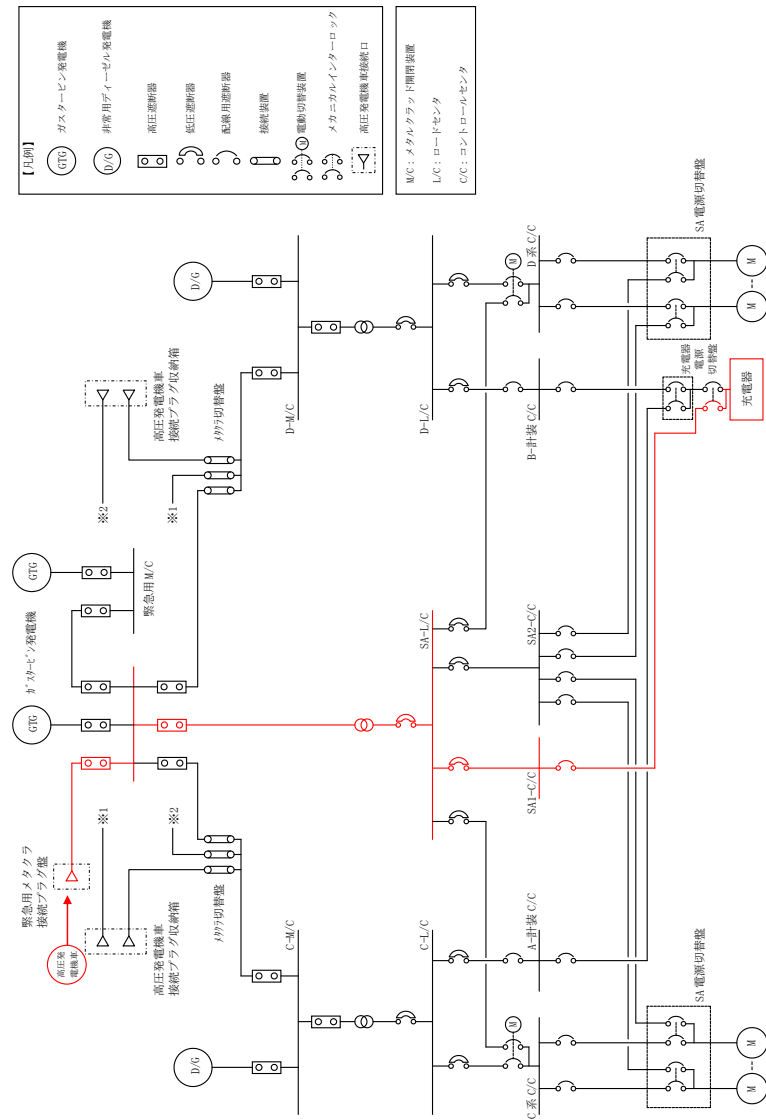 【凡例】
GTG
ガスタービン発電機
D/G
非常用ディーゼル発電機
高圧遮断器
低圧遮断器
配線用遮断器
接続装置
M
電動切替装置
メカニカルインターロック
高圧発電機車接続口
M/C：メタルクラッド開閉装置
L/C：ロードセンタ
C/C：コントロールセンタ
高圧発
電機車
緊急用メタクラ
接続プラグ盤
GTG
ｶﾞｽﾀｰﾋﾞﾝ発電機
GTG
緊急用M/C
高圧発電機車
接続プラグ収納箱
※1
※2
ﾒﾀｸﾗ切替盤
高圧発電機車
接続プラグ収納箱
※2
※1
ﾒﾀｸﾗ切替盤
D/G
C-M/C
D/G
D-M/C
C-L/C
SA-L/C
D-L/C
M
C系C/C
A-計装C/C
SA1-C/C
SA2-C/C
B-計装C/C
M
D系C/C
SA電源切替盤
M
M
充電器
電源
切替盤
充電器
SA電源切替盤
M
M